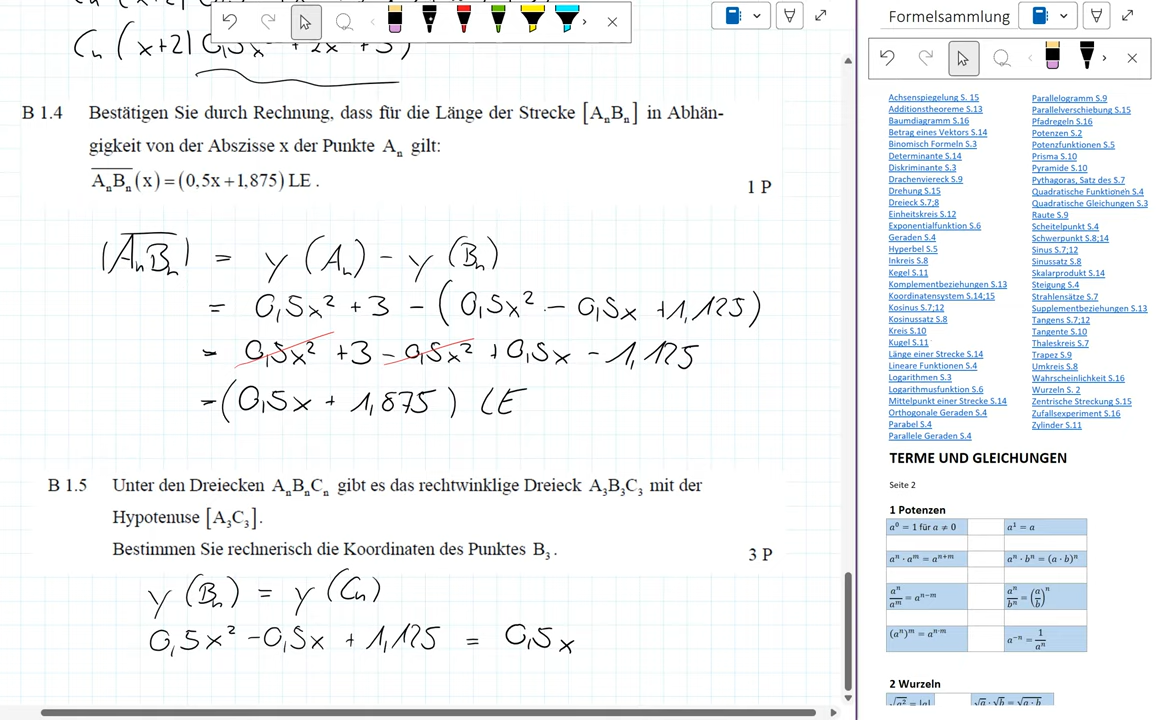 Cn (x+2| 0,5x² + 2x + 3)
Formelsammlung
B 1.4 Bestätigen Sie durch Rechnung, dass für die Länge der Strecke [AnBn] in Abhän-
gigkeit von der Abszisse x der Punkte An gilt:
AnBn(x)=(0,5x+1,875) LE .
1 P
|AnBn| = y (An) - y (Bn)
= 0,5x² + 3 - (0,5x² - 0,5x + 1,125)
= 0,5x² + 3 - 0,5x² + 0,5x - 1,125
= (0,5x + 1,875) LE
B 1.5 Unter den Dreiecken AnBnCn gibt es das rechtwinklige Dreieck A3B3C3 mit der
Hypotenuse [A3C3].
Bestimmen Sie rechnerisch die Koordinaten des Punktes B3.
3 P
y (Bn) = y (Cn)
0,5x² - 0,5x + 1,125 = 0,5x
Achsenspiegelung S. 15
Additionstheoreme S.13
Baumdiagramm S.16
Betrag eines Vektors S.14
Binomisch Formeln S.3
Determinante S.14
Diskriminante S.3
Drachenviereck S.9
Drehung S.15
Dreieck S.7;8
Einheitskreis S.12
Exponentialfunktion S.6
Geraden S.4
Hyperbel S.5
Inkreis S.8
Kegel S.11
Komplementbeziehungen S.13
Koordinatensystem S.14;15
Kosinus S.7;12
Kosinussatz S.8
Kreis S.10
Kugel S.11
Länge einer Strecke S.14
Lineare Funktionen S.4
Logarithmen S.3
Logarithmusfunktion S.6
Mittelpunkt einer Strecke S.14
Orthogonale Geraden S.4
Parabel S.4
Parallele Geraden S.4
Parallelogramm S.9
Parallelverschiebung S.15
Pfadregeln S.16
Potenzen S.2
Potenzfunktionen S.5
Prisma S.10
Pyramide S.10
Pythagoras, Satz des S.7
Quadratische Funktionen S.4
Quadratische Gleichungen S.3
Raute S.9
Scheitelpunkt S.4
Schwerpunkt S.8;14
Sinus S.7;12
Sinussatz S.8
Skalarprodukt S.14
Steigung S.4
Strahlensätze S.7
Supplementbeziehungen S.13
Tangens S.7;12
Tangente S.10
Thaleskreis S.7
Trapez S.9
Umkreis S.8
Wahrscheinlichkeit S.16
Wurzeln S. 2
Zentrische Streckung S.15
Zufallsexperiment S.16
Zylinder S.11
TERME UND GLEICHUNGEN
Seite 2
1 Potenzen
a⁰ = 1 für a ≠ 0 a¹ = a
aⁿ · aᵐ = aⁿ⁺ᵐ aⁿ · bⁿ = (a · b)ⁿ
aⁿ/aᵐ = aⁿ⁻ᵐ aⁿ/bⁿ = (a/b)ⁿ
(aⁿ)ᵐ = aⁿ·ᵐ a⁻ⁿ = 1/aⁿ
2 Wurzeln
√a² = |a| √a · √b = √a · b